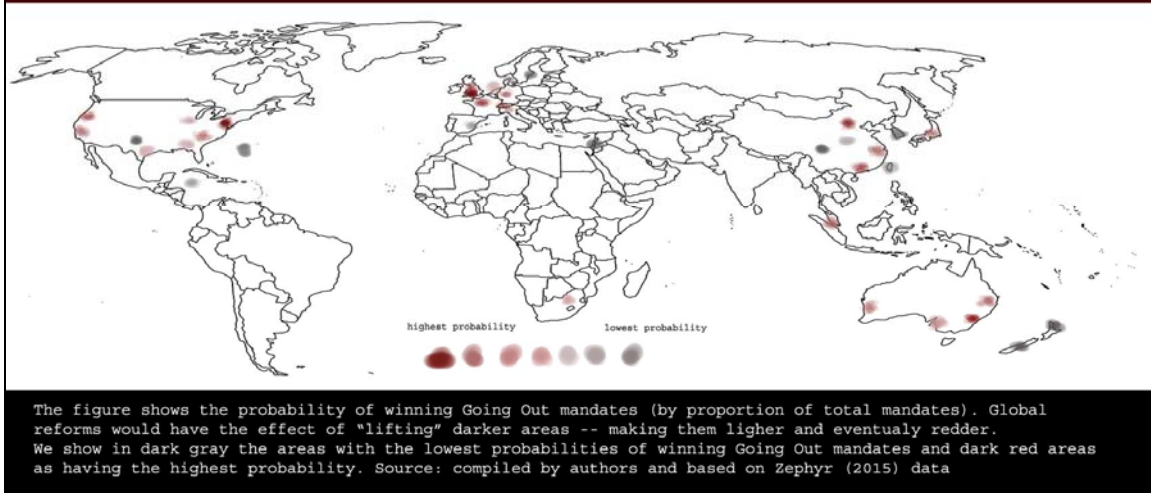 highest probability lowest probability
The figure shows the probability of winning Going Out mandates (by proportion of total mandates). Global
reforms would have the effect of "lifting" darker areas -- making them ligher and eventualy redder.
We show in dark gray the areas with the lowest probabilities of winning Going Out mandates and dark red areas
as having the highest probability. Source: compiled by authors and based on Zephyr (2015) data